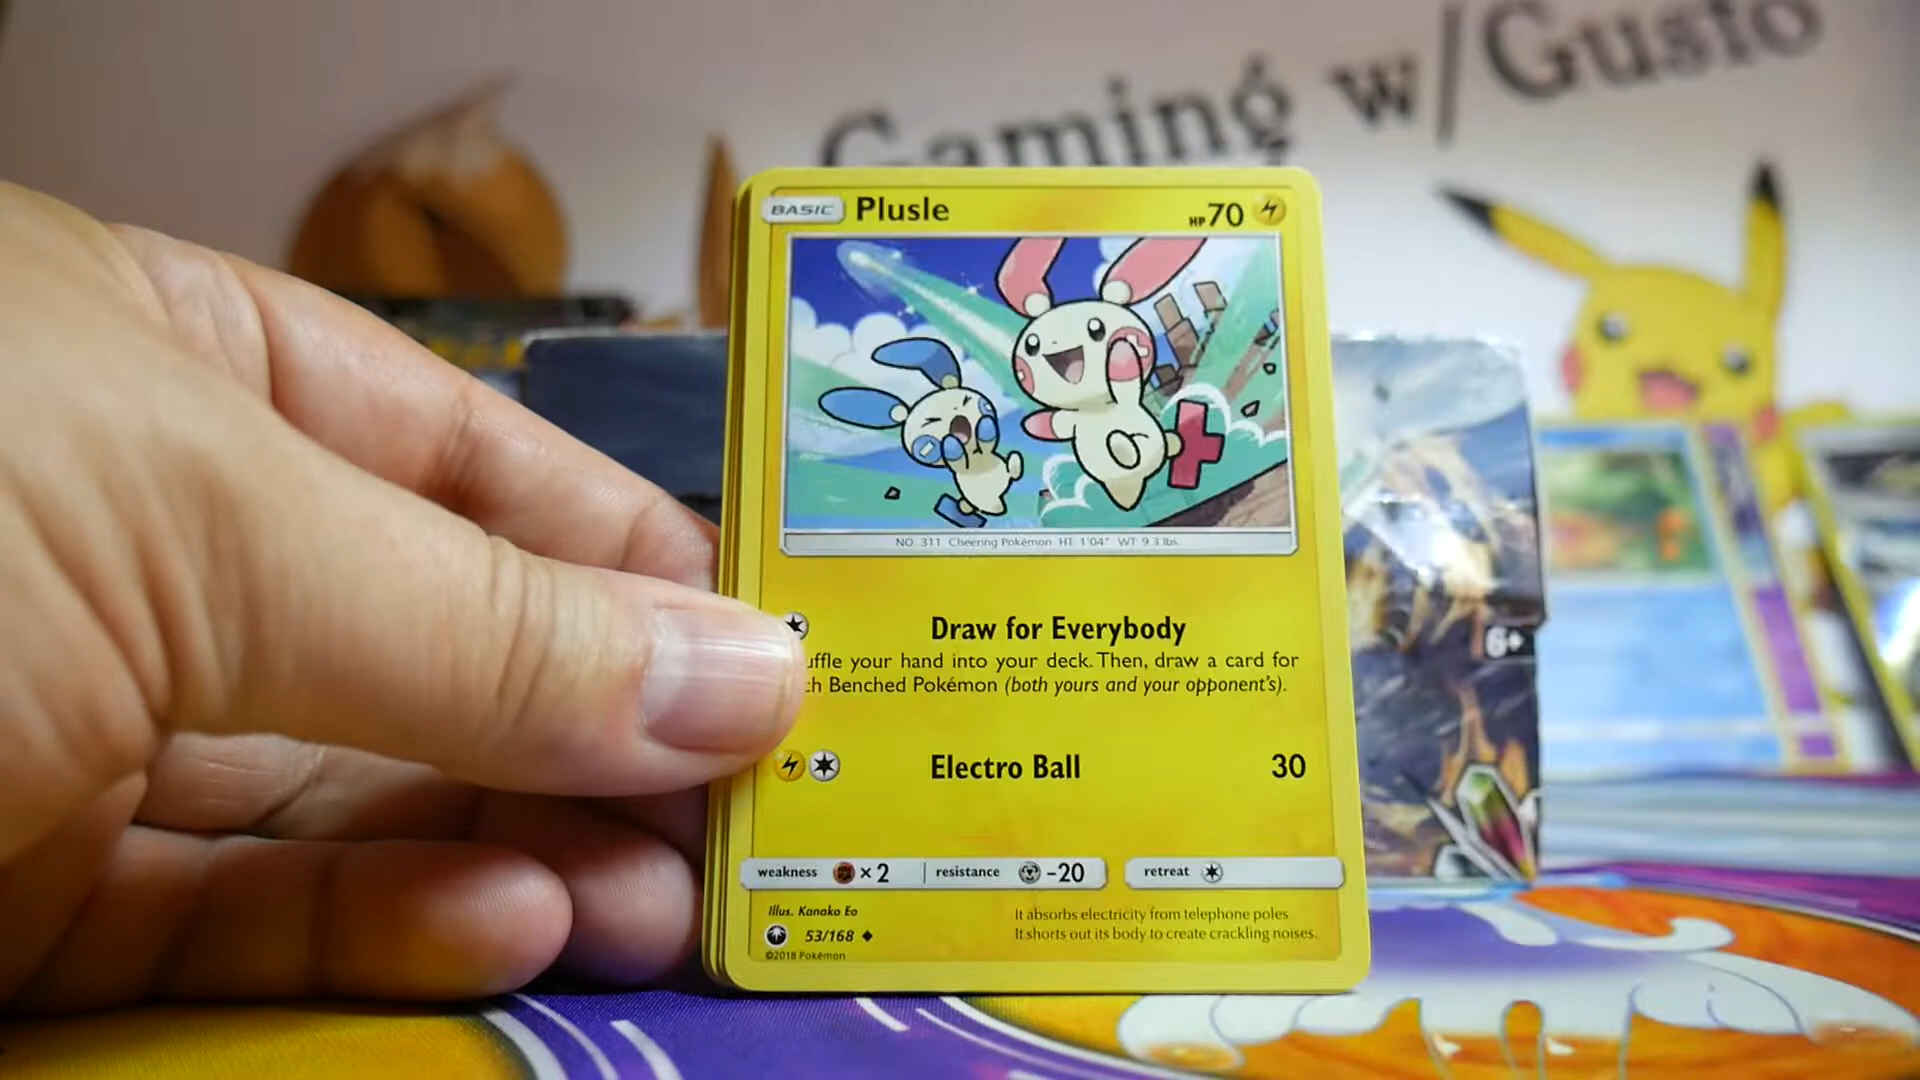 Gaming w/Gusto
BASIC Plusle HP70
NO. 311 Cheering Pokémon HT: 1'04" WT: 9.3 lbs.
Draw for Everybody
uffle your hand into your deck. Then, draw a card for
ch Benched Pokémon (both yours and your opponent's).
Electro Ball 30
weakness ×2 resistance -20 retreat
Illus. Kanako Eo
53/168
©2018 Pokémon
It absorbs electricity from telephone poles.
It shorts out its body to create crackling noises.
6+